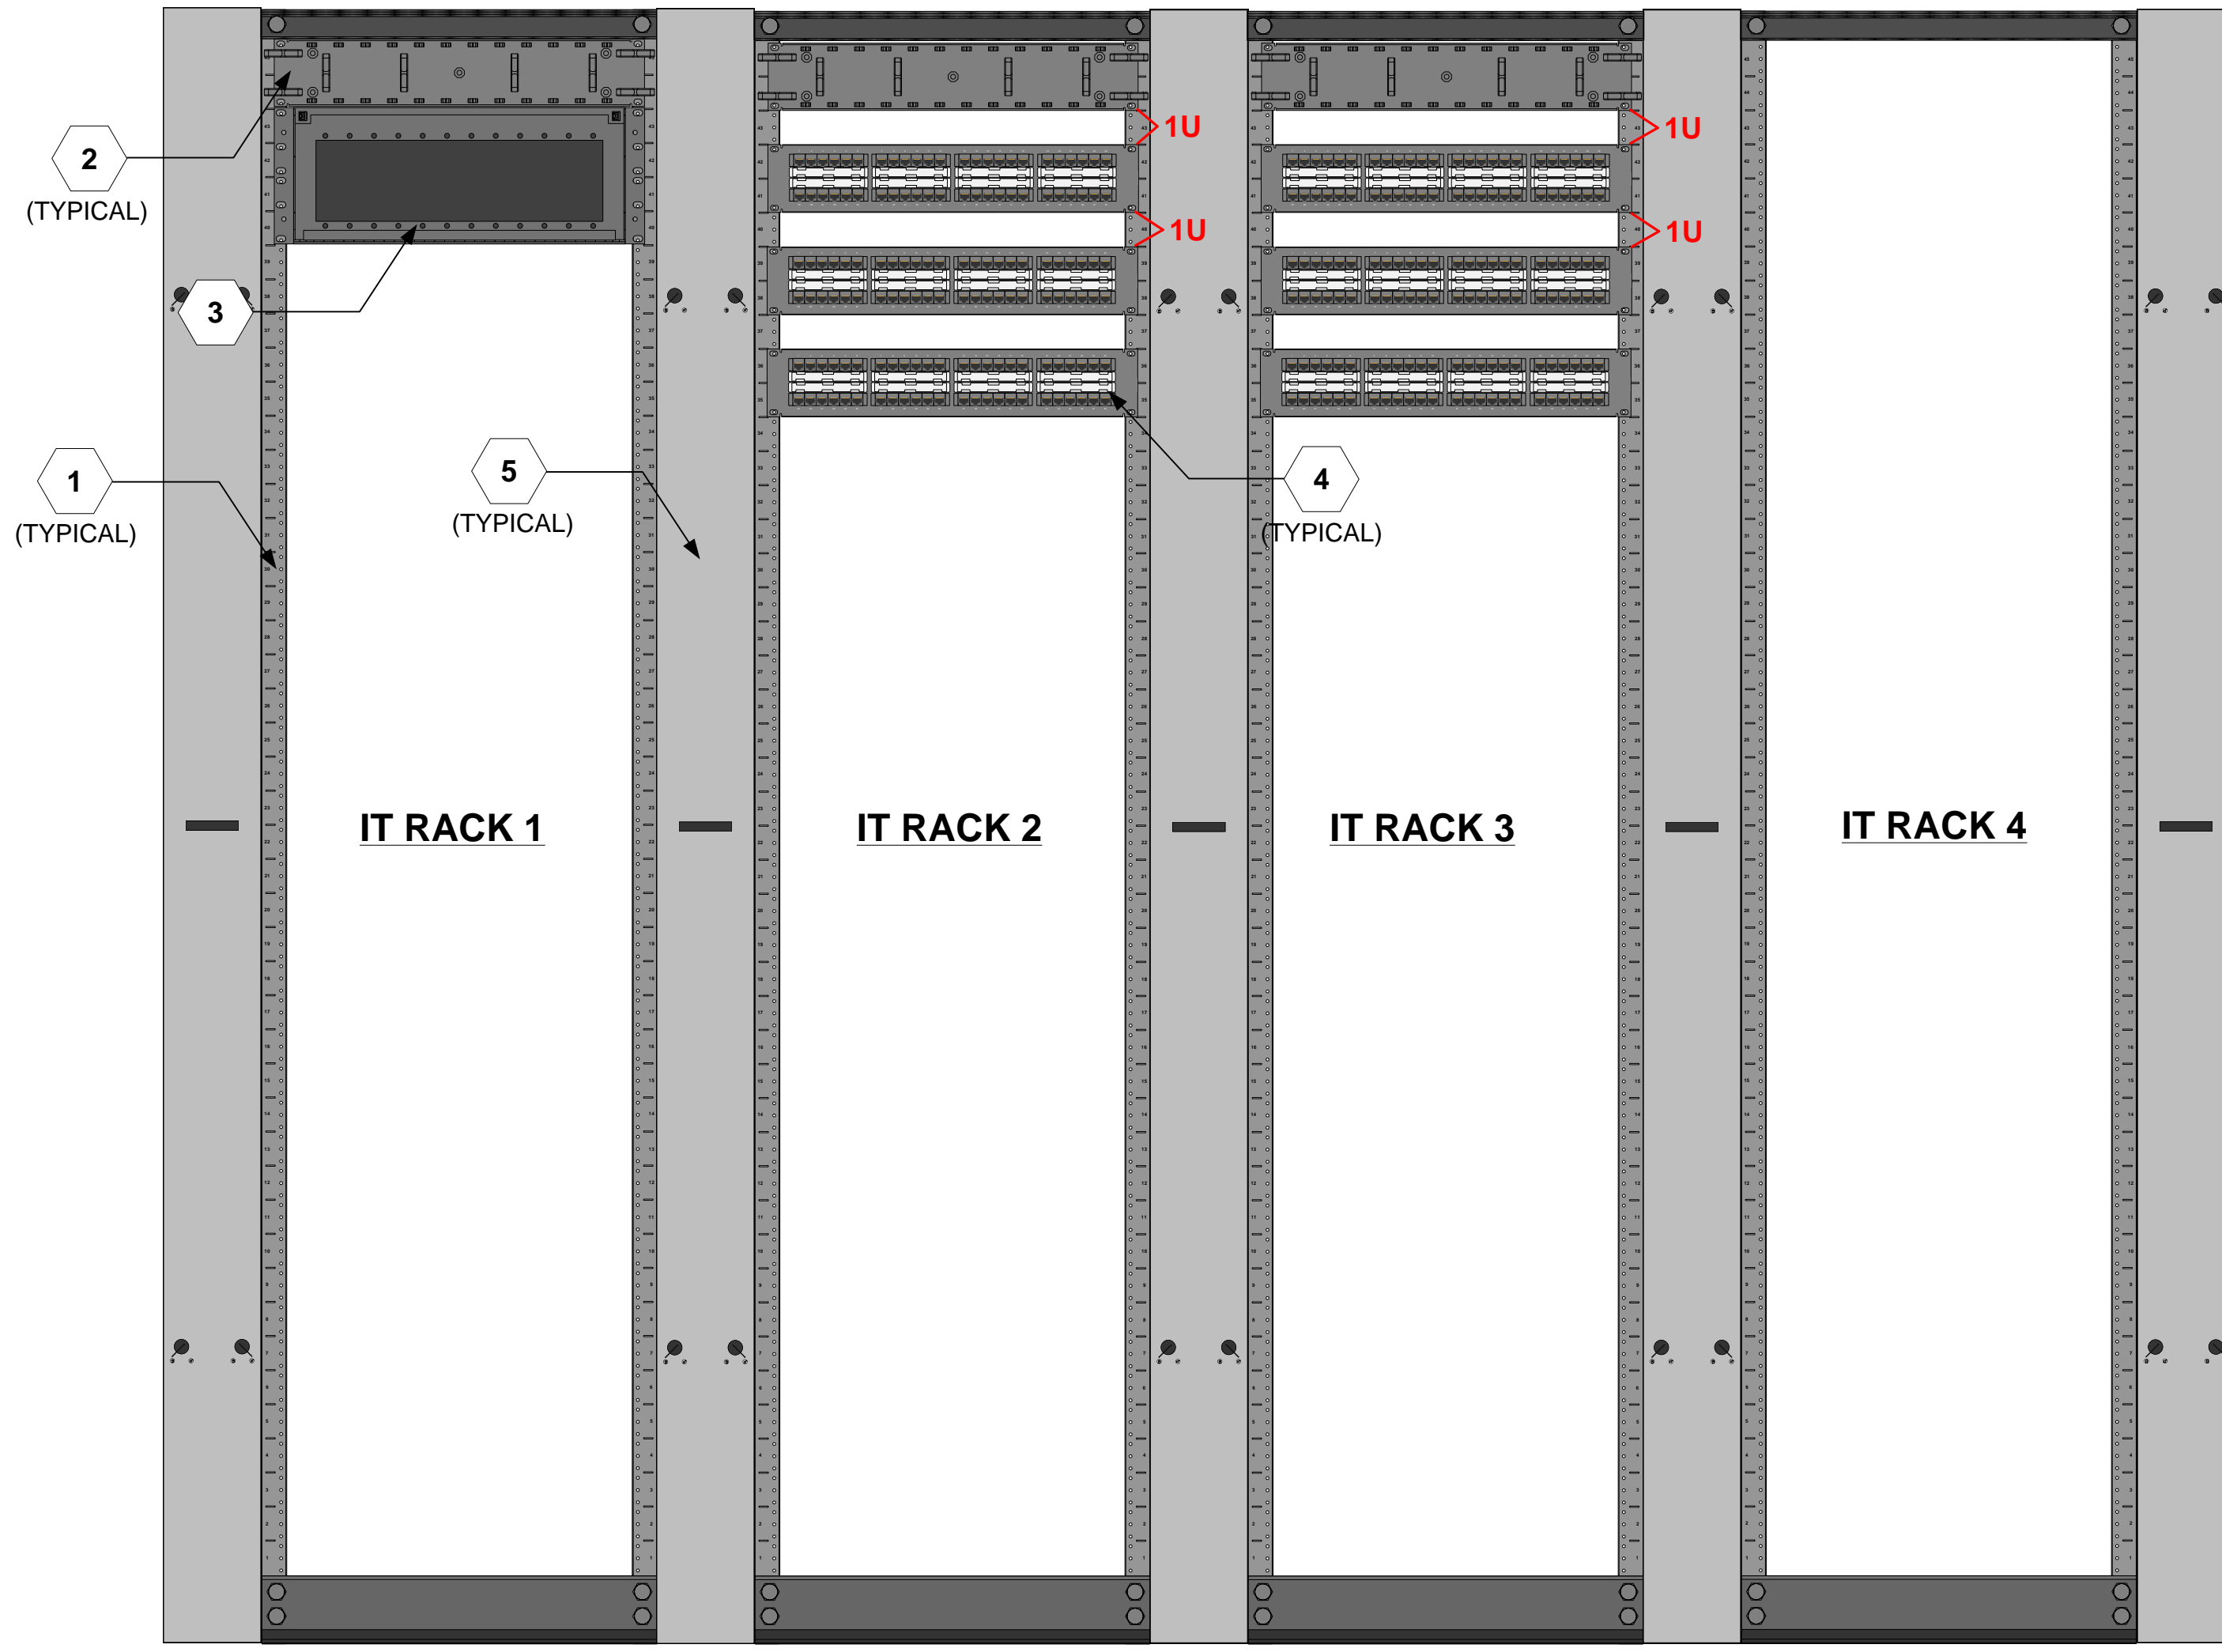 1U
1U
2
(TYPICAL)
1U
1U
3
1
(TYPICAL)
5
(TYPICAL)
4
(TYPICAL)
IT RACK 1
IT RACK 2
IT RACK 3
IT RACK 4